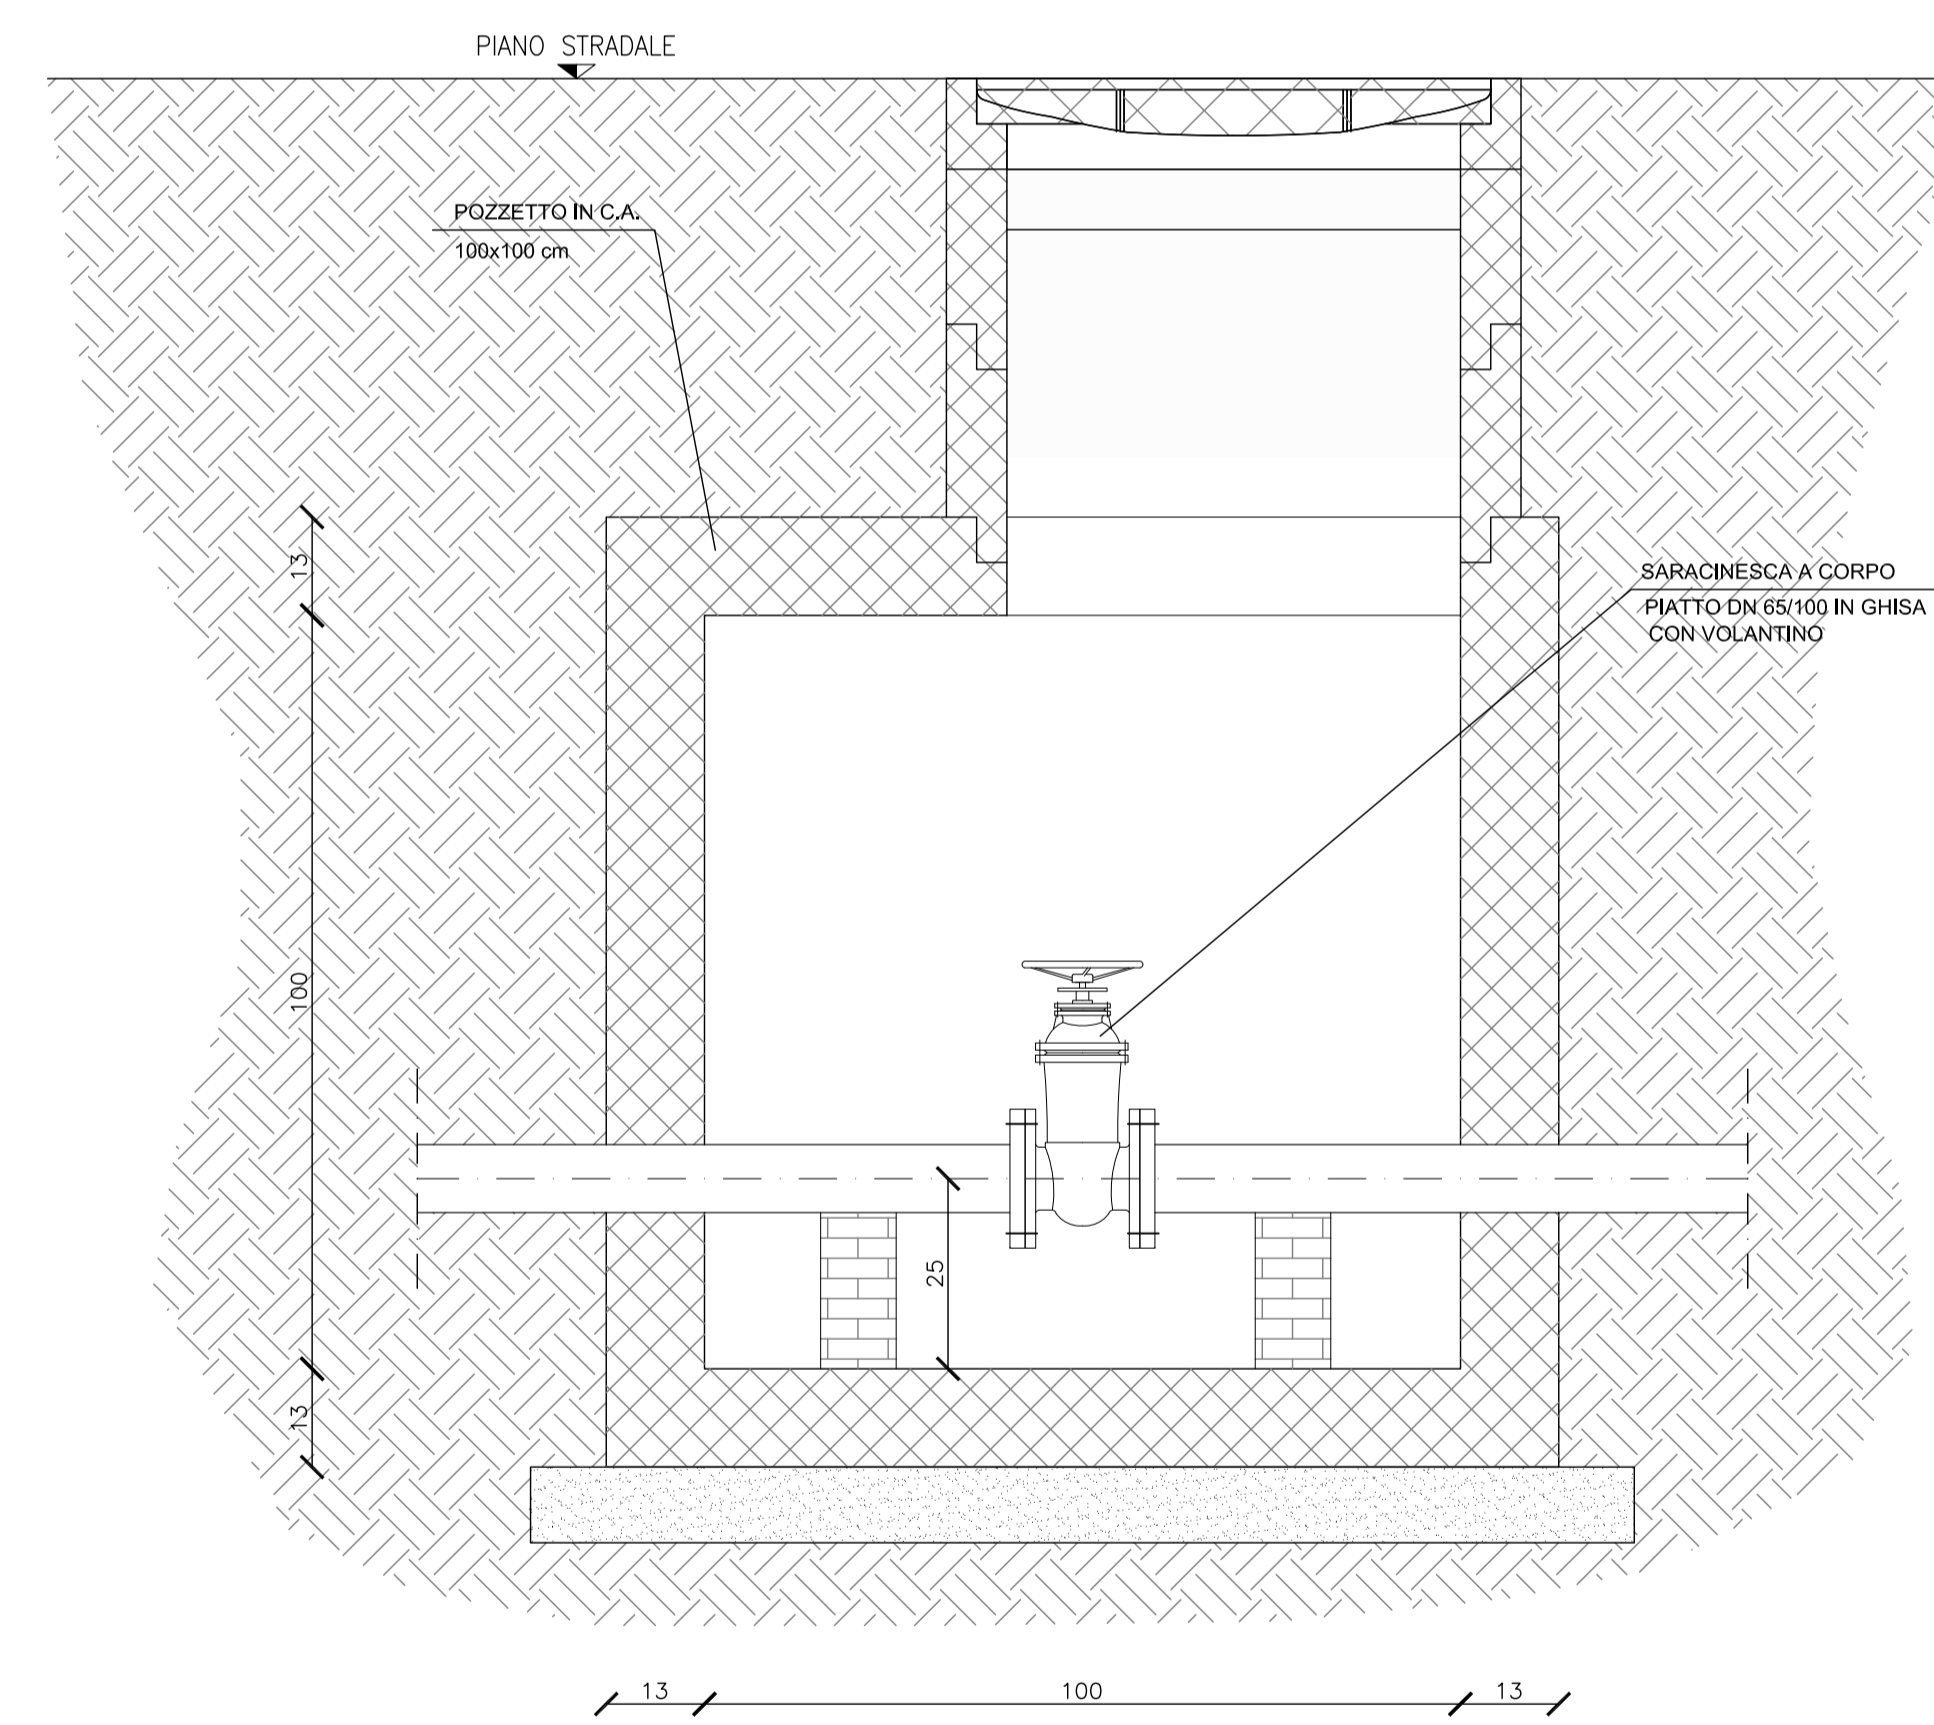 PIANO STRADALE
POZZETTO IN C.A.
100x100 cm
13
SARACINESCA A CORPO
PIATTO DN 65/100 IN GHISA
CON VOLANTINO
100
25
13
13
100
13